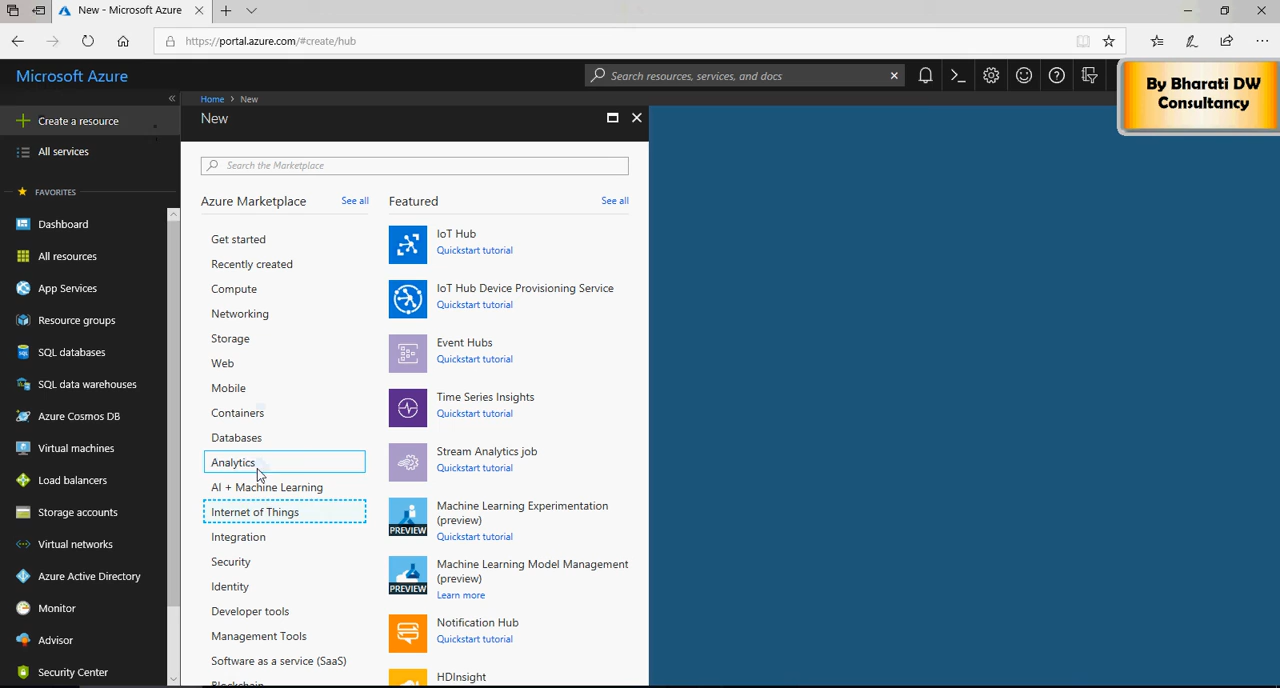 New - Microsoft Azure
https://portal.azure.com/#create/hub
Microsoft Azure
Search resources, services, and docs
By Bharati DW
Consultancy
Create a resource
All services
FAVORITES
Dashboard
All resources
App Services
Resource groups
SQL databases
SQL data warehouses
Azure Cosmos DB
Virtual machines
Load balancers
Storage accounts
Virtual networks
Azure Active Directory
Monitor
Advisor
Security Center
Home > New
New
Search the Marketplace
Azure Marketplace
See all
Get started
Recently created
Compute
Networking
Storage
Web
Mobile
Containers
Databases
Analytics
AI + Machine Learning
Internet of Things
Integration
Security
Identity
Developer tools
Management Tools
Software as a service (SaaS)
Blockchain
Featured
See all
IoT Hub
Quickstart tutorial
IoT Hub Device Provisioning Service
Quickstart tutorial
Event Hubs
Quickstart tutorial
Time Series Insights
Quickstart tutorial
Stream Analytics job
Quickstart tutorial
PREVIEW
Machine Learning Experimentation
(preview)
Quickstart tutorial
PREVIEW
Machine Learning Model Management
(preview)
Learn more
Notification Hub
Quickstart tutorial
HDInsight